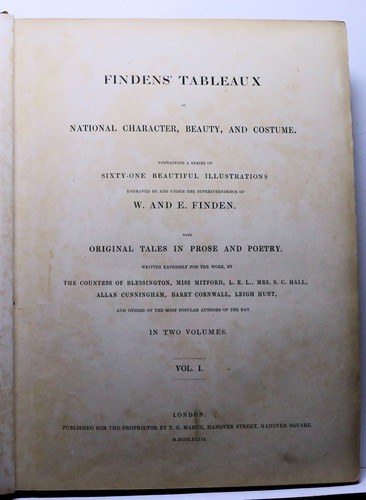 FINDENS' TABLEAUX
OF
NATIONAL CHARACTER, BEAUTY, AND COSTUME.
CONTAINING A SERIES OF
SIXTY-ONE BEAUTIFUL ILLUSTRATIONS
ENGRAVED BY AND UNDER THE SUPERINTENDENCE OF
W. AND E. FINDEN.
WITH
ORIGINAL TALES IN PROSE AND POETRY,
WRITTEN EXPRESSLY FOR THE WORK, BY
THE COUNTESS OF BLESSINGTON, MISS MITFORD, L. E. L., MRS. S. C. HALL,
ALLAN CUNNINGHAM, BARRY CORNWALL, LEIGH HUNT,
AND OTHERS OF THE MOST POPULAR AUTHORS OF THE DAY
IN TWO VOLUMES.
VOL. I.
LONDON:
PUBLISHED FOR THE PROPRIETOR BY T. G. MARCH, HANOVER STREET, HANOVER SQUARE.
M.DCCC.XLIII.